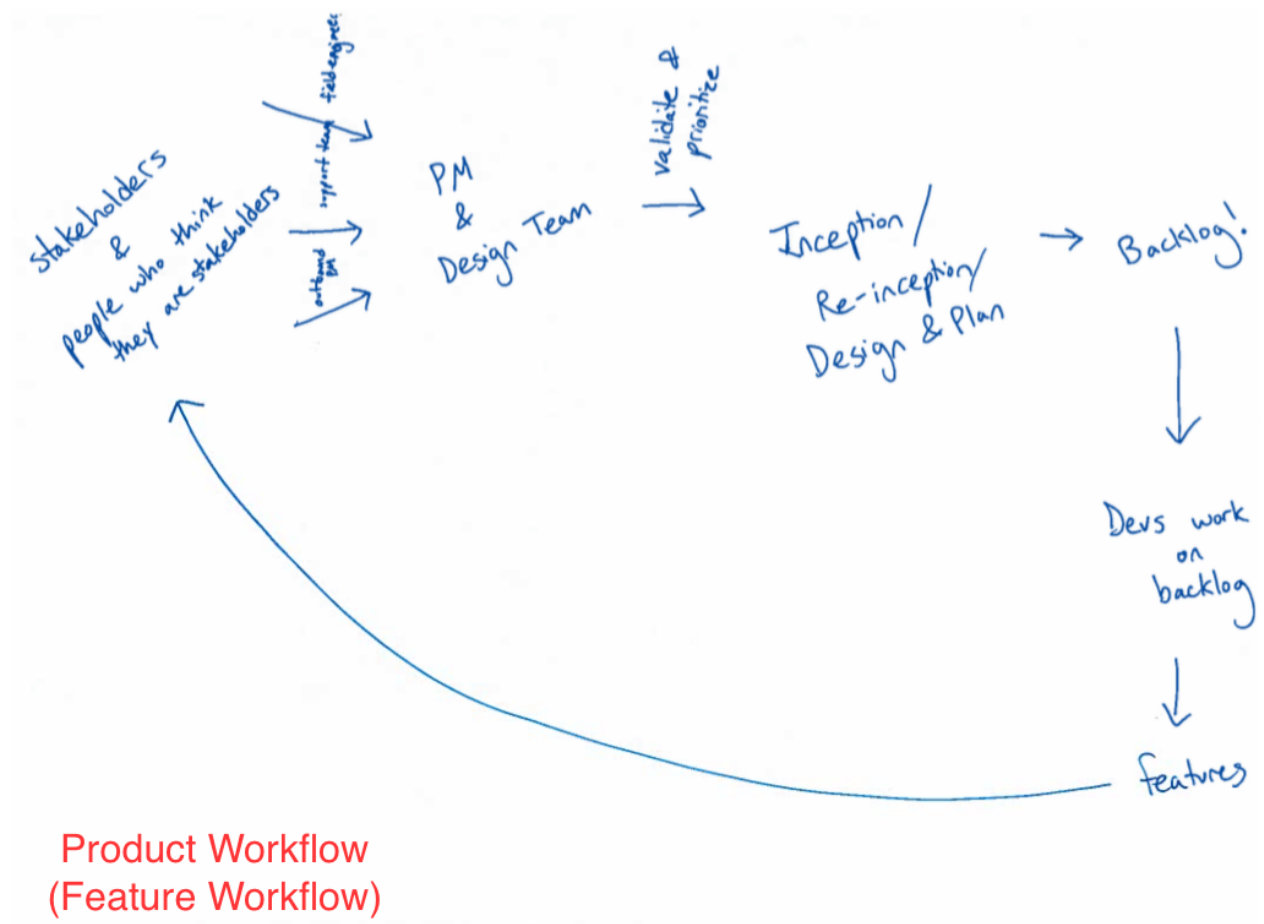 Stakeholders
&
people who think
they are stakeholders
field engineer
support team
outbound
PM
PM
&
Design Team
validate &
prioritize
Inception/
Re-inception/
Design & Plan
Backlog!
Devs work
on
backlog
features
Product Workflow
(Feature Workflow)